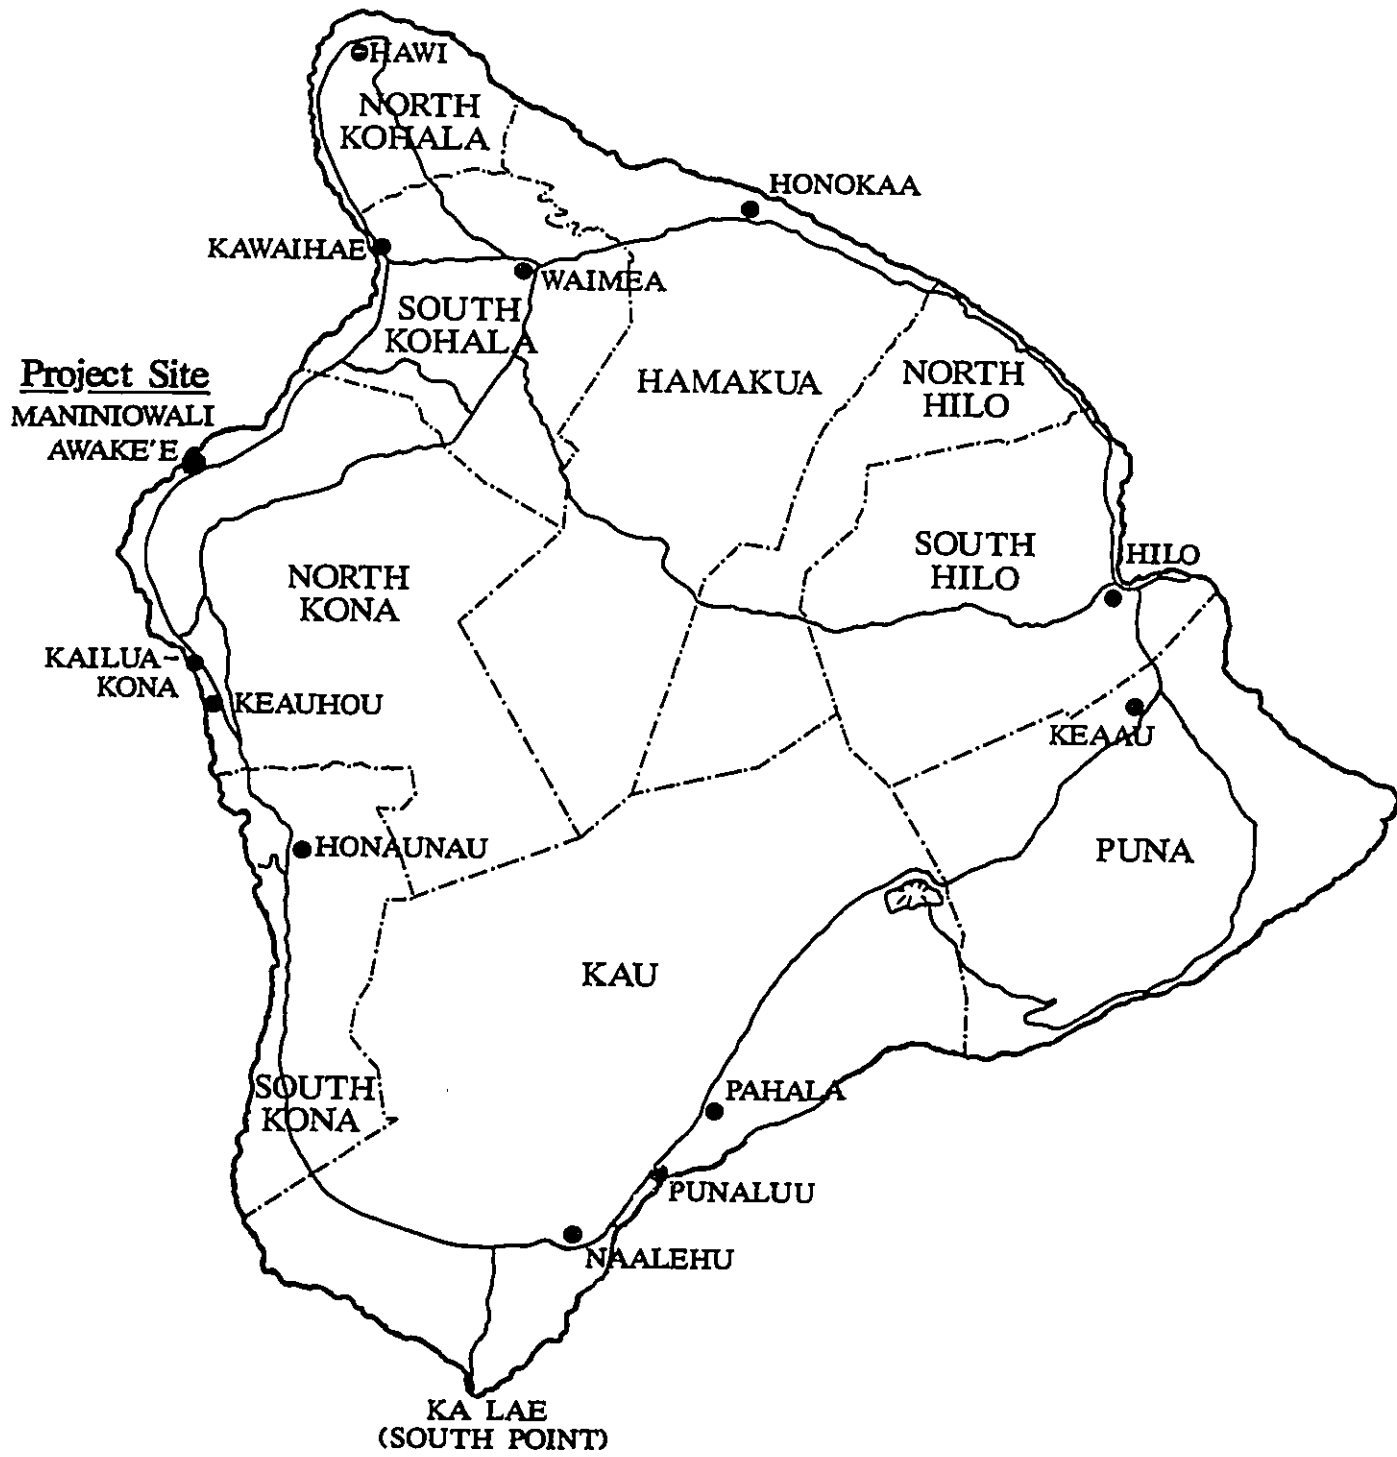 HAWI
NORTH
KOHALA
HONOKAA
KAWAIHAE
WAIMEA
SOUTH
KOHALA
Project Site
MANINIOWALI
AWAKE'E
HAMAKUA
NORTH
HILO
SOUTH
HILO
HILO
NORTH
KONA
KAILUA-
KONA
KEAUHOU
KEAAU
HONAUNAU
PUNA
KAU
SOUTH
KONA
PAHALA
PUNALUU
NAALEHU
KA LAE
(SOUTH POINT)